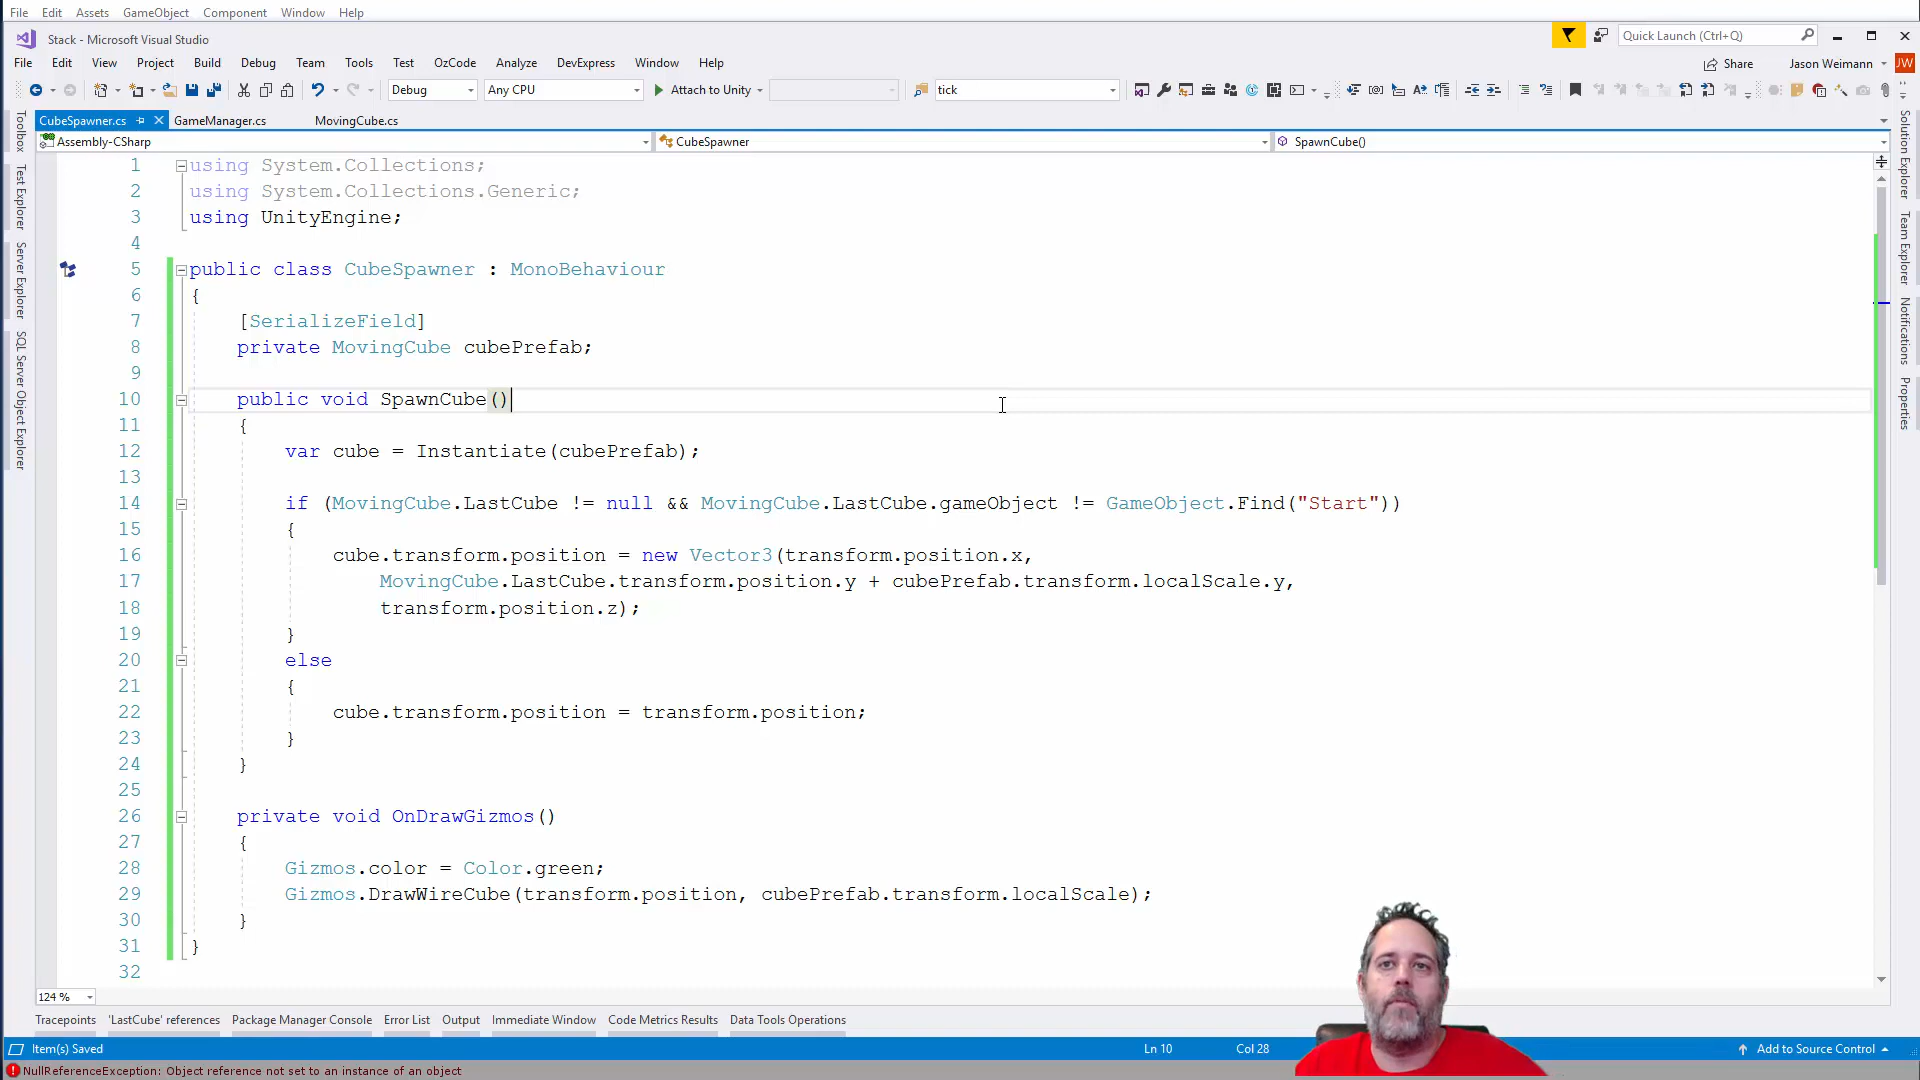 File Edit Assets GameObject Component Window Help
Stack - Microsoft Visual Studio
Quick Launch (Ctrl+Q)
File Edit View Project Build Debug Team Tools Test OzCode Analyze DevExpress Window Help
Share Jason Weimann JW
Debug Any CPU Attach to Unity tick
CubeSpawner.cs GameManager.cs MovingCube.cs
Assembly-CSharp CubeSpawner SpawnCube()
Toolbox
Test Explorer
Server Explorer
SQL Server Object Explorer
1 using System.Collections;
2 using System.Collections.Generic;
3 using UnityEngine;
4
5 public class CubeSpawner : MonoBehaviour
6 {
7 [SerializeField]
8 private MovingCube cubePrefab;
9
10 public void SpawnCube()
11 {
12 var cube = Instantiate(cubePrefab);
13
14 if (MovingCube.LastCube != null && MovingCube.LastCube.gameObject != GameObject.Find("Start"))
15 {
16 cube.transform.position = new Vector3(transform.position.x,
17 MovingCube.LastCube.transform.position.y + cubePrefab.transform.localScale.y,
18 transform.position.z);
19 }
20 else
21 {
22 cube.transform.position = transform.position;
23 }
24 }
25
26 private void OnDrawGizmos()
27 {
28 Gizmos.color = Color.green;
29 Gizmos.DrawWireCube(transform.position, cubePrefab.transform.localScale);
30 }
31 }
32
Solution Explorer
Team Explorer
Notifications
Properties
124 %
Tracepoints 'LastCube' references Package Manager Console Error List Output Immediate Window Code Metrics Results Data Tools Operations
Item(s) Saved Ln 10 Col 28 Add to Source Control
NullReferenceException: Object reference not set to an instance of an object